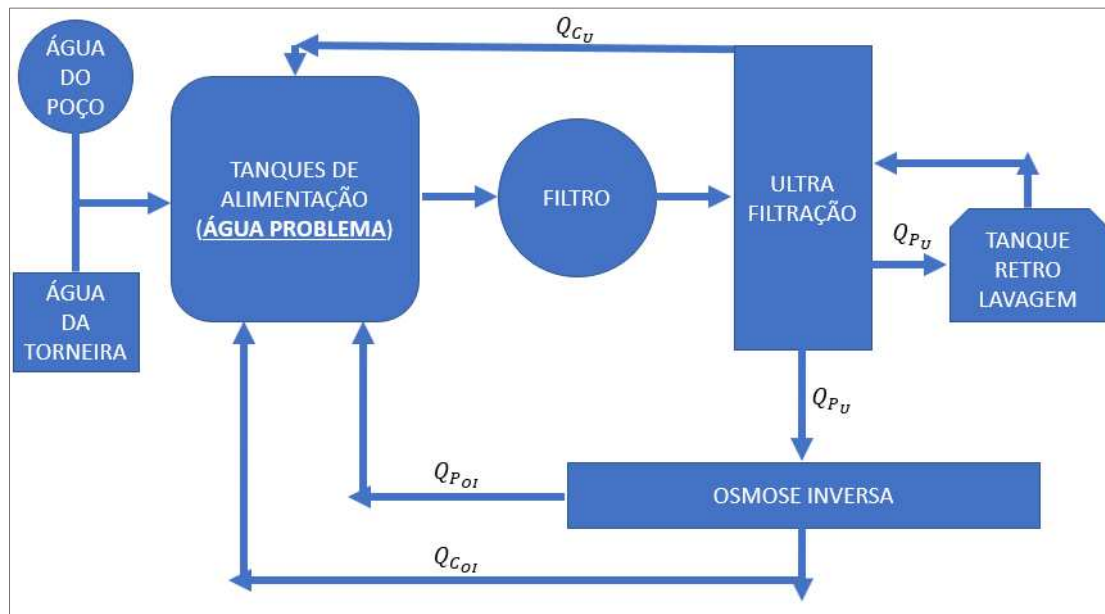 ÁGUA
DO
POÇO
ÁGUA
DA
TORNEIRA
TANQUES DE
ALIMENTAÇÃO
(ÁGUA PROBLEMA)
FILTRO
Q_{C_U}
ULTRA
FILTRAÇÃO
Q_{P_U}
TANQUE
RETRO
LAVAGEM
Q_{P_U}
OSMOSE INVERSA
Q_{P_{OI}}
Q_{C_{OI}}